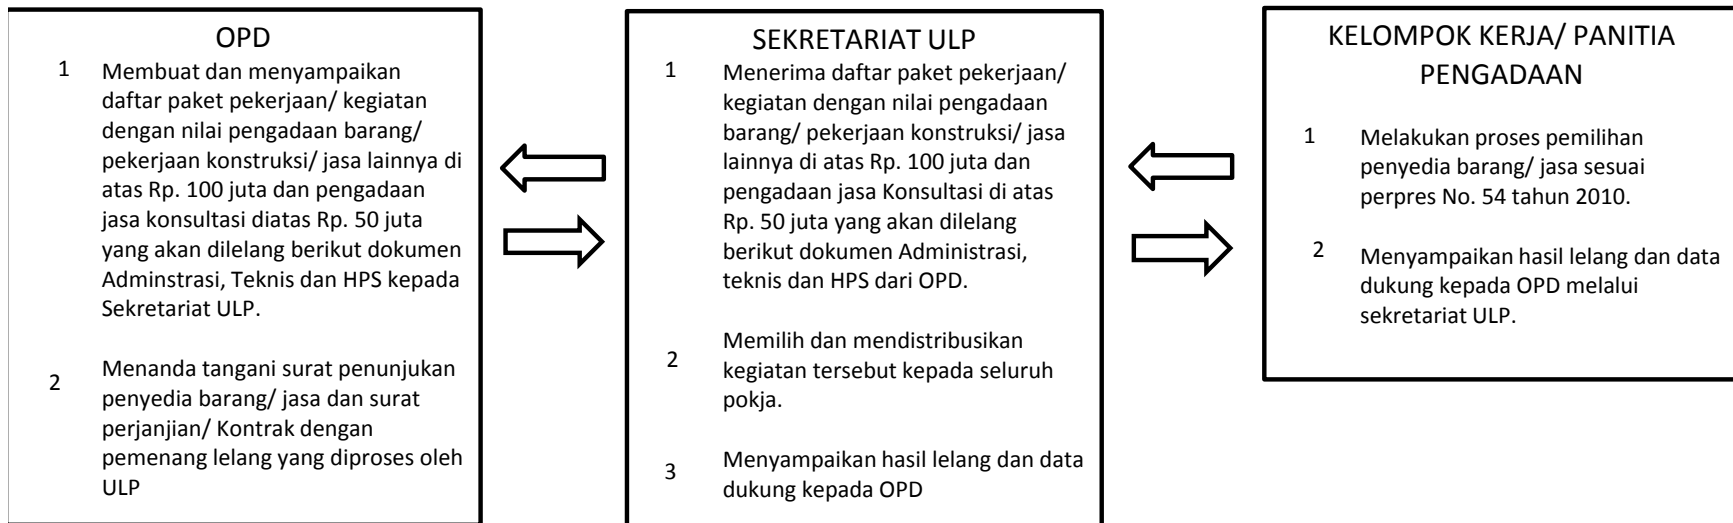 OPD
1 Membuat dan menyampaikan
daftar paket pekerjaan/ kegiatan
dengan nilai pengadaan barang/
pekerjaan konstruksi/ jasa lainnya di
atas Rp. 100 juta dan pengadaan
jasa konsultasi diatas Rp. 50 juta
yang akan dilelang berikut dokumen
Adminstrasi, Teknis dan HPS kepada
Sekretariat ULP.
2 Menanda tangani surat penunjukan
penyedia barang/ jasa dan surat
perjanjian/ Kontrak dengan
pemenang lelang yang diproses oleh
ULP
SEKRETARIAT ULP
1 Menerima daftar paket pekerjaan/
kegiatan dengan nilai pengadaan
barang/ pekerjaan konstruksi/ jasa
lainnya di atas Rp. 100 juta dan
pengadaan jasa Konsultasi di atas
Rp. 50 juta yang akan dilelang
berikut dokumen Administrasi,
teknis dan HPS dari OPD.
2 Memilih dan mendistribusikan
kegiatan tersebut kepada seluruh
pokja.
3 Menyampaikan hasil lelang dan data
dukung kepada OPD
KELOMPOK KERJA/ PANITIA
PENGADAAN
1 Melakukan proses pemilihan
penyedia barang/ jasa sesuai
perpres No. 54 tahun 2010.
2 Menyampaikan hasil lelang dan data
dukung kepada OPD melalui
sekretariat ULP.